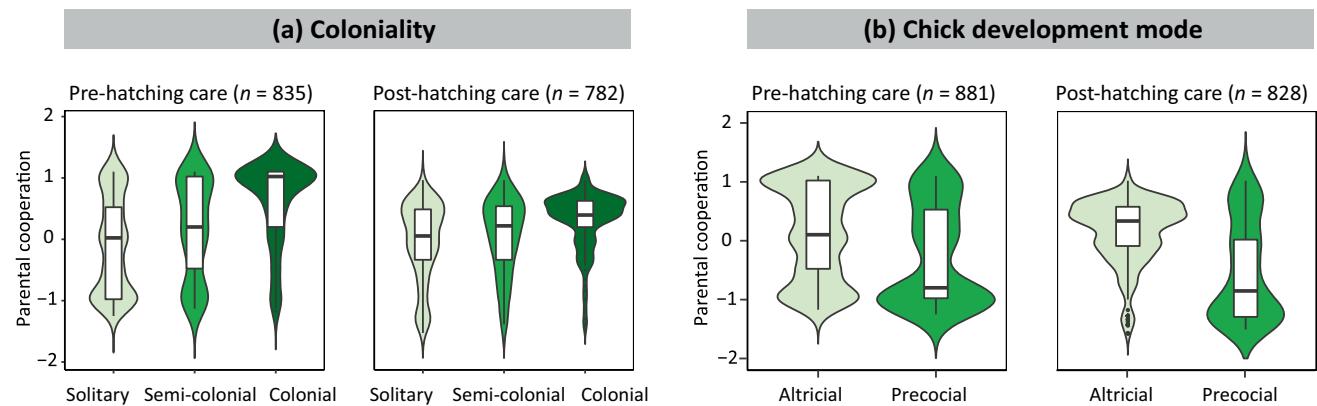 (a) Coloniality
(b) Chick development mode
Pre-hatching care (n = 835)
Post-hatching care (n = 782)
Pre-hatching care (n = 881)
Post-hatching care (n = 828)
Parental cooperation
2
1
0
−1
−2
Solitary
Semi-colonial
Colonial
Solitary
Semi-colonial
Colonial
Parental cooperation
2
1
0
−1
−2
Altricial
Precocial
Altricial
Precocial